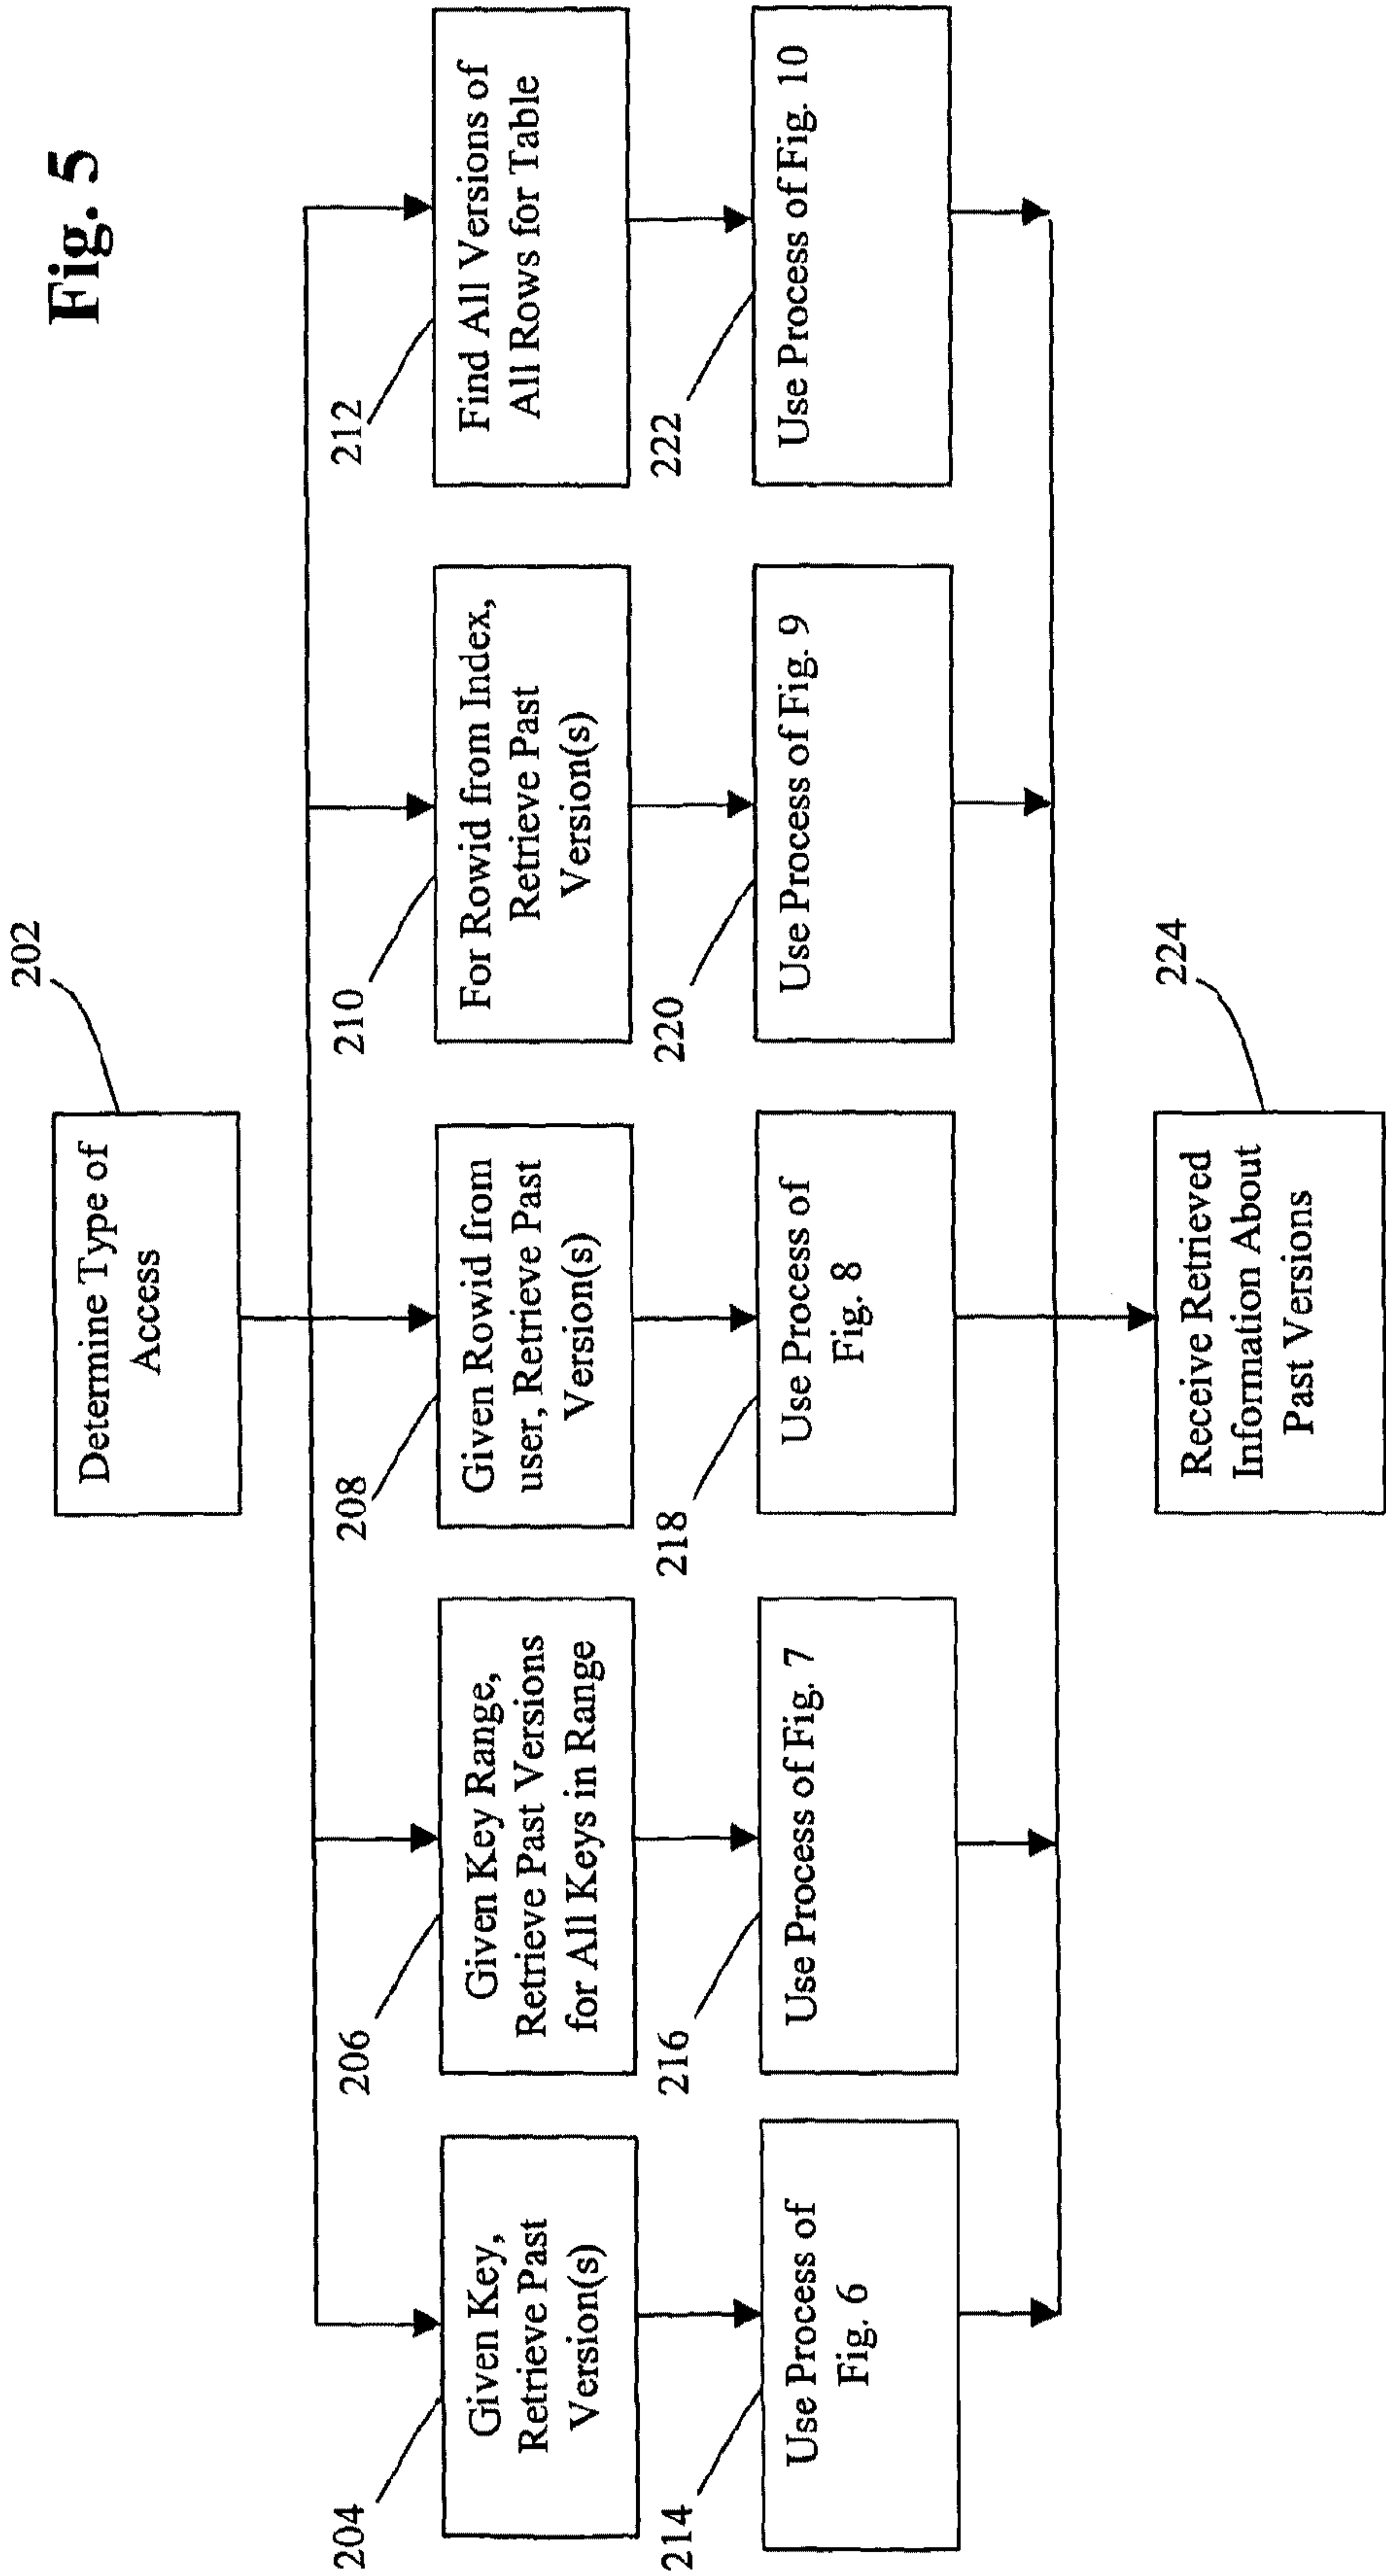 Fig. 5
202
Determine Type of
Access
204
Given Key,
Retrieve Past
Version(s)
206
Given Key Range,
Retrieve Past Versions
for All Keys in Range
208
Given Rowid from
user, Retrieve Past
Version(s)
210
For Rowid from Index,
Retrieve Past
Version(s)
212
Find All Versions of
All Rows for Table
214
Use Process of
Fig. 6
216
Use Process of Fig. 7
218
Use Process of
Fig. 8
220
Use Process of Fig. 9
222
Use Process of Fig. 10
224
Receive Retrieved
Information About
Past Versions